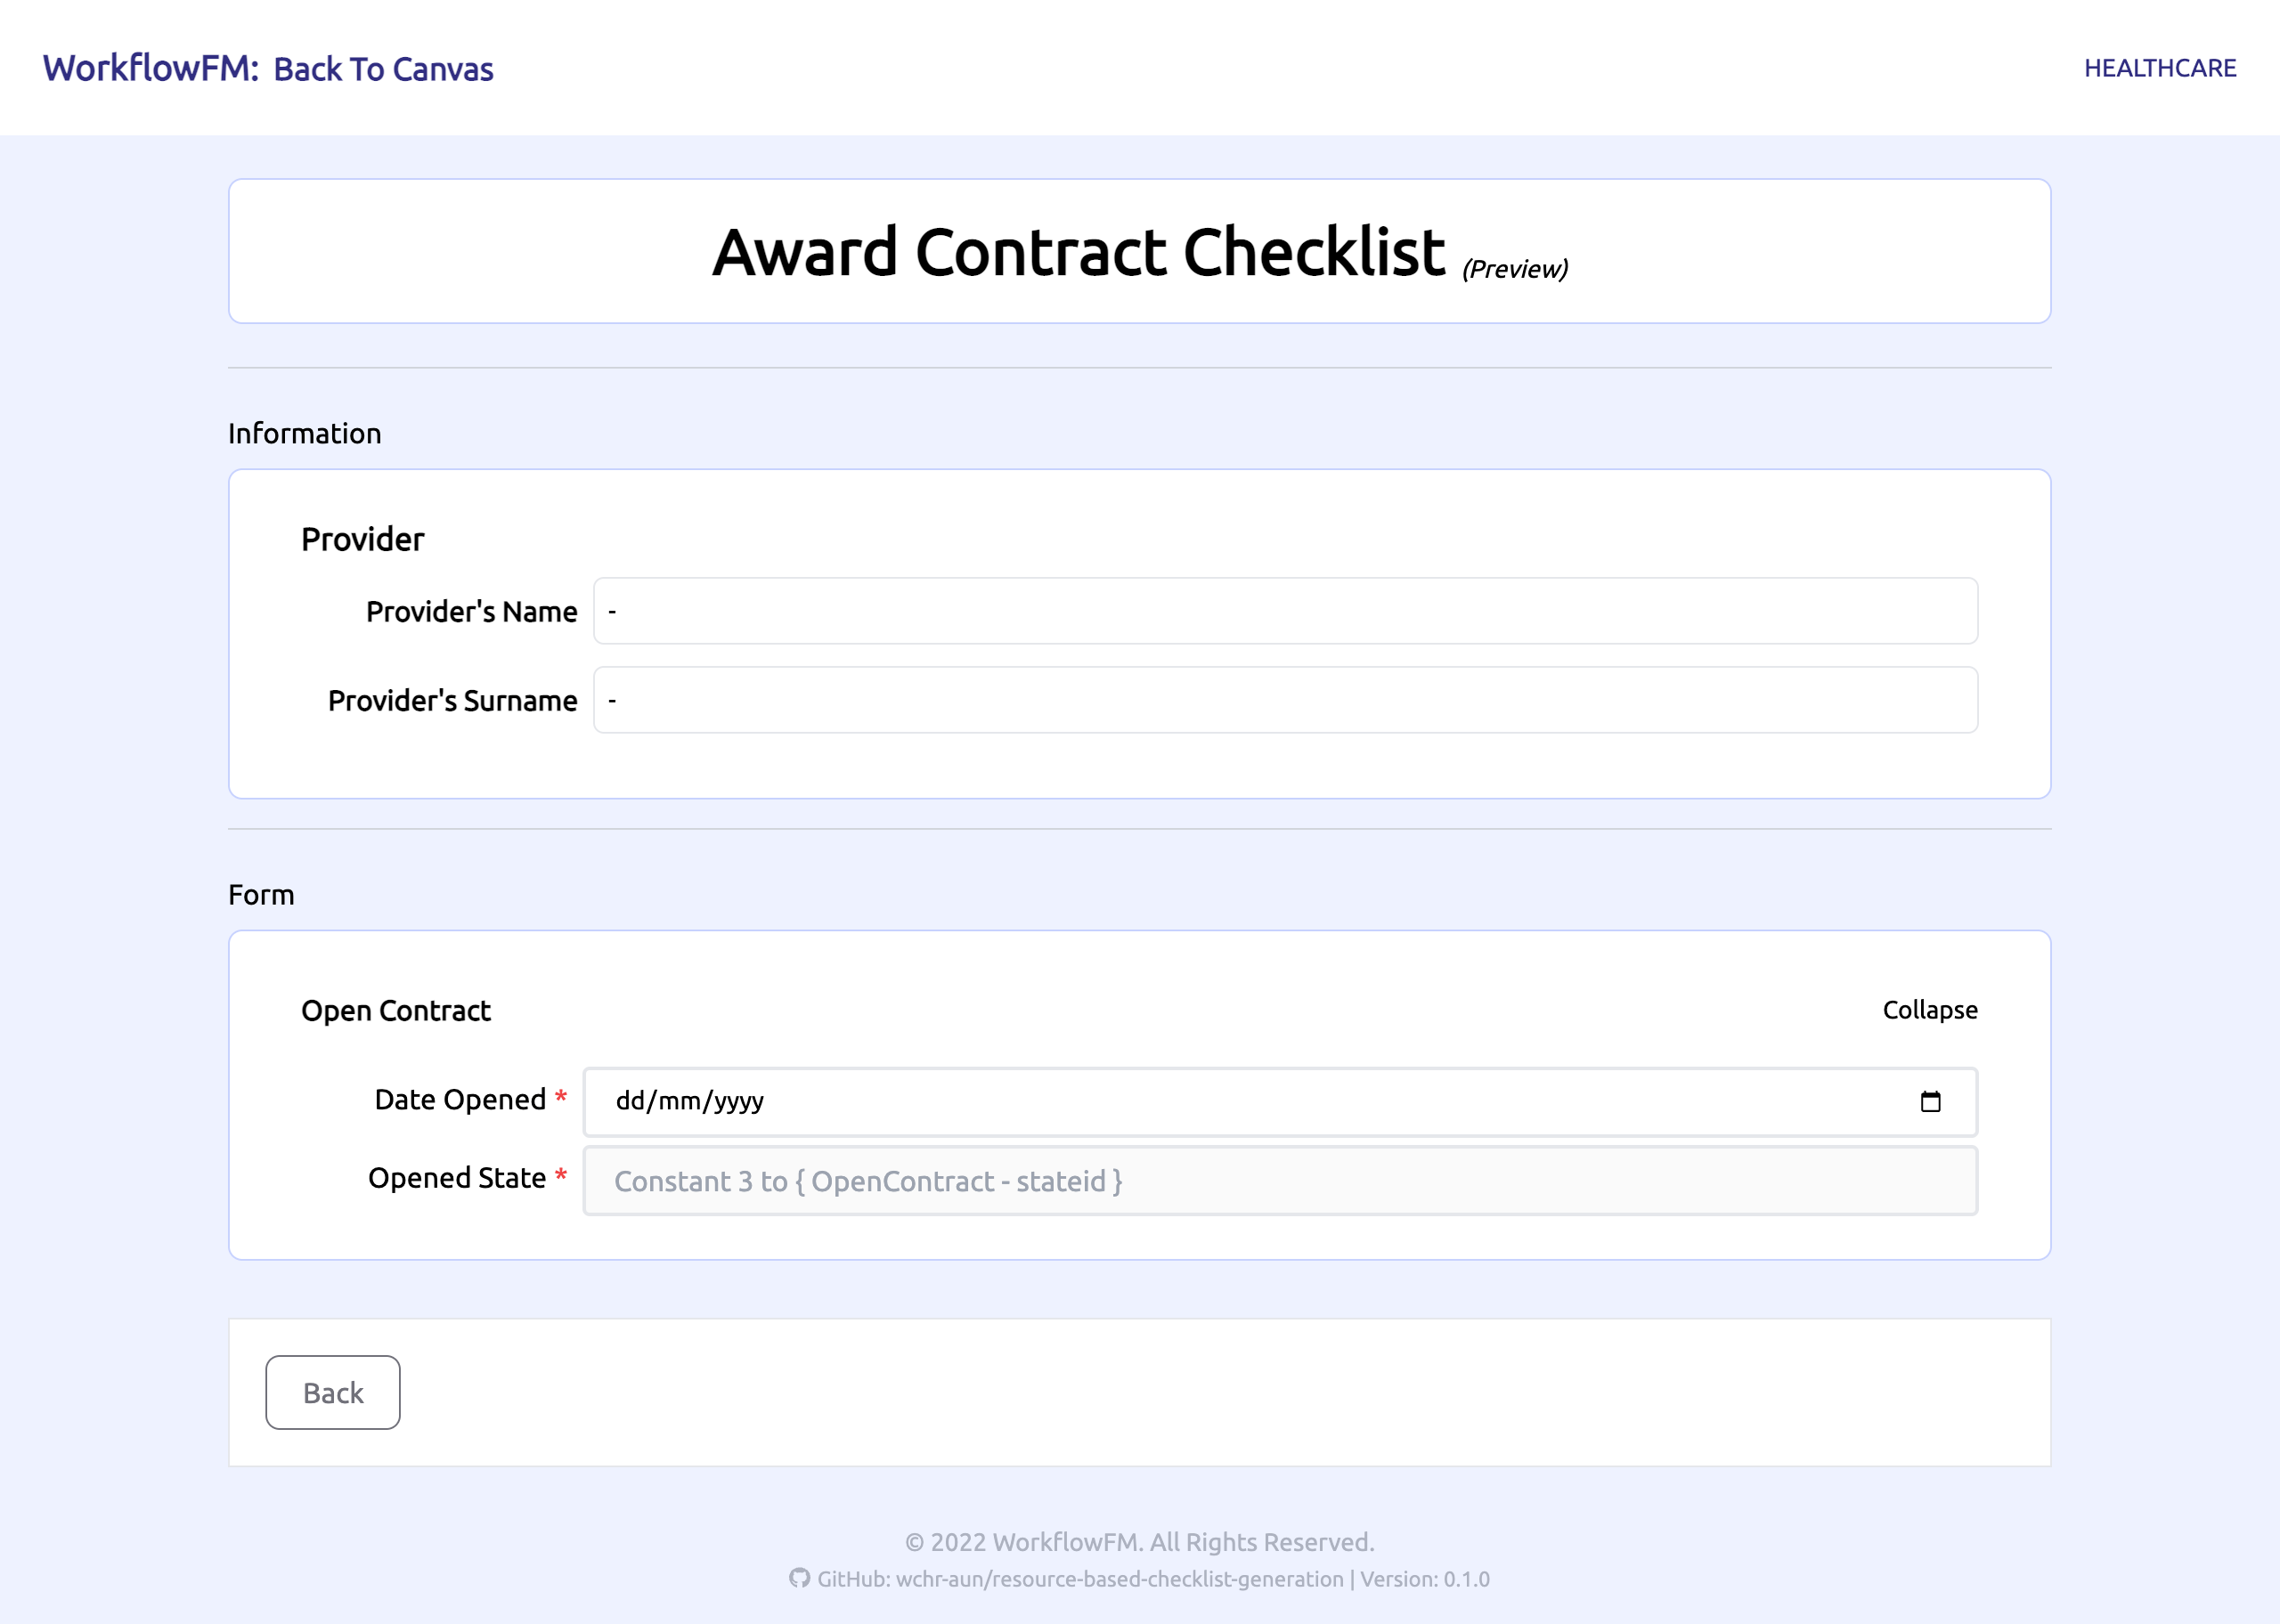 WorkflowFM: Back To Canvas
HEALTHCARE
Award Contract Checklist (Preview)
Information
Provider
Provider's Name -
Provider's Surname -
Form
Open Contract
Collapse
Date Opened * dd/mm/yyyy
Opened State * Constant 3 to { OpenContract - stateid }
Back
© 2022 WorkflowFM. All Rights Reserved.
GitHub: wchr-aun/resource-based-checklist-generation | Version: 0.1.0